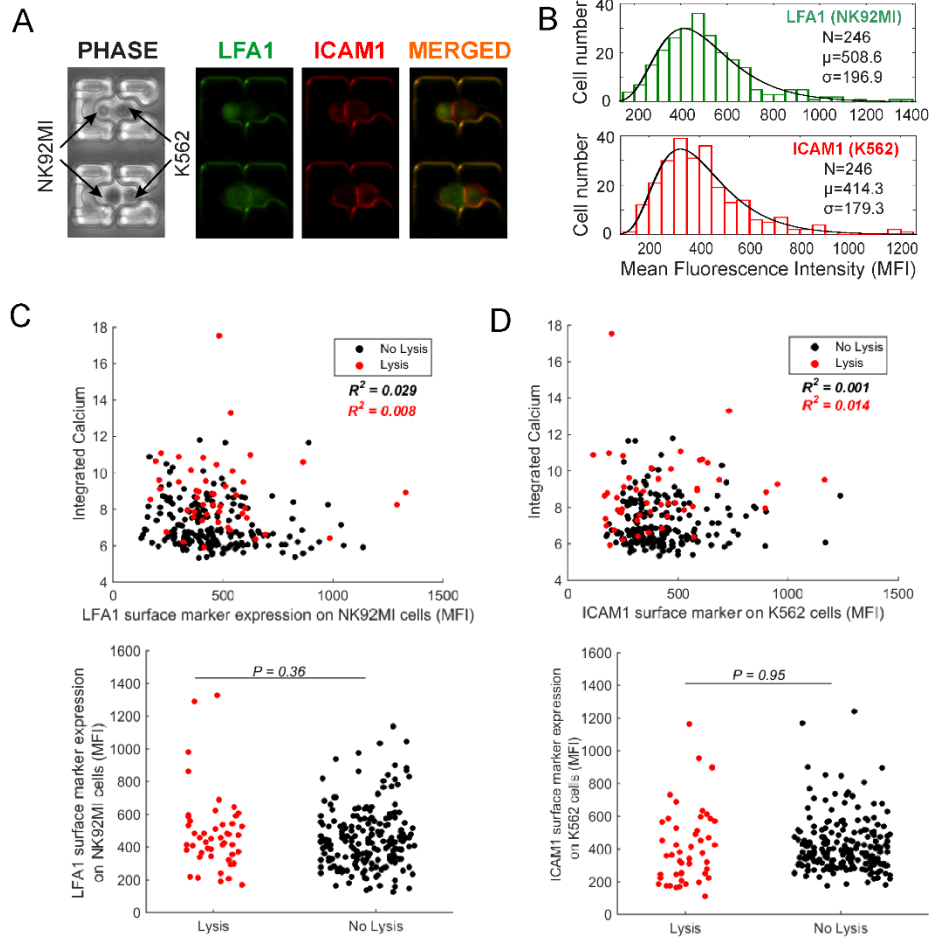 A
PHASE LFA1 ICAM1 MERGED
NK92MI
K562
B
Cell number
40
20
0
LFA1 (NK92MI)
N=246
μ=508.6
σ=196.9
200 400 600 800 1000 1200 1400
Cell number
40
20
0
ICAM1 (K562)
N=246
μ=414.3
σ=179.3
200 400 600 800 1000 1200
Mean Fluorescence Intensity (MFI)
C
Integrated Calcium
18
16
14
12
10
8
6
4
No Lysis
Lysis
R² = 0.029
R² = 0.008
0 500 1000 1500
LFA1 surface marker expression on NK92MI cells (MFI)
LFA1 surface marker expression
on NK92MI cells (MFI)
1600
1400
1200
1000
800
600
400
200
0
P = 0.36
Lysis No Lysis
D
Integrated Calcium
18
16
14
12
10
8
6
4
No Lysis
Lysis
R² = 0.001
R² = 0.014
0 500 1000 1500
ICAM1 surface marker on K562 cells (MFI)
ICAM1 surface marker expression
on K562 cells (MFI)
1600
1400
1200
1000
800
600
400
200
0
P = 0.95
Lysis No Lysis